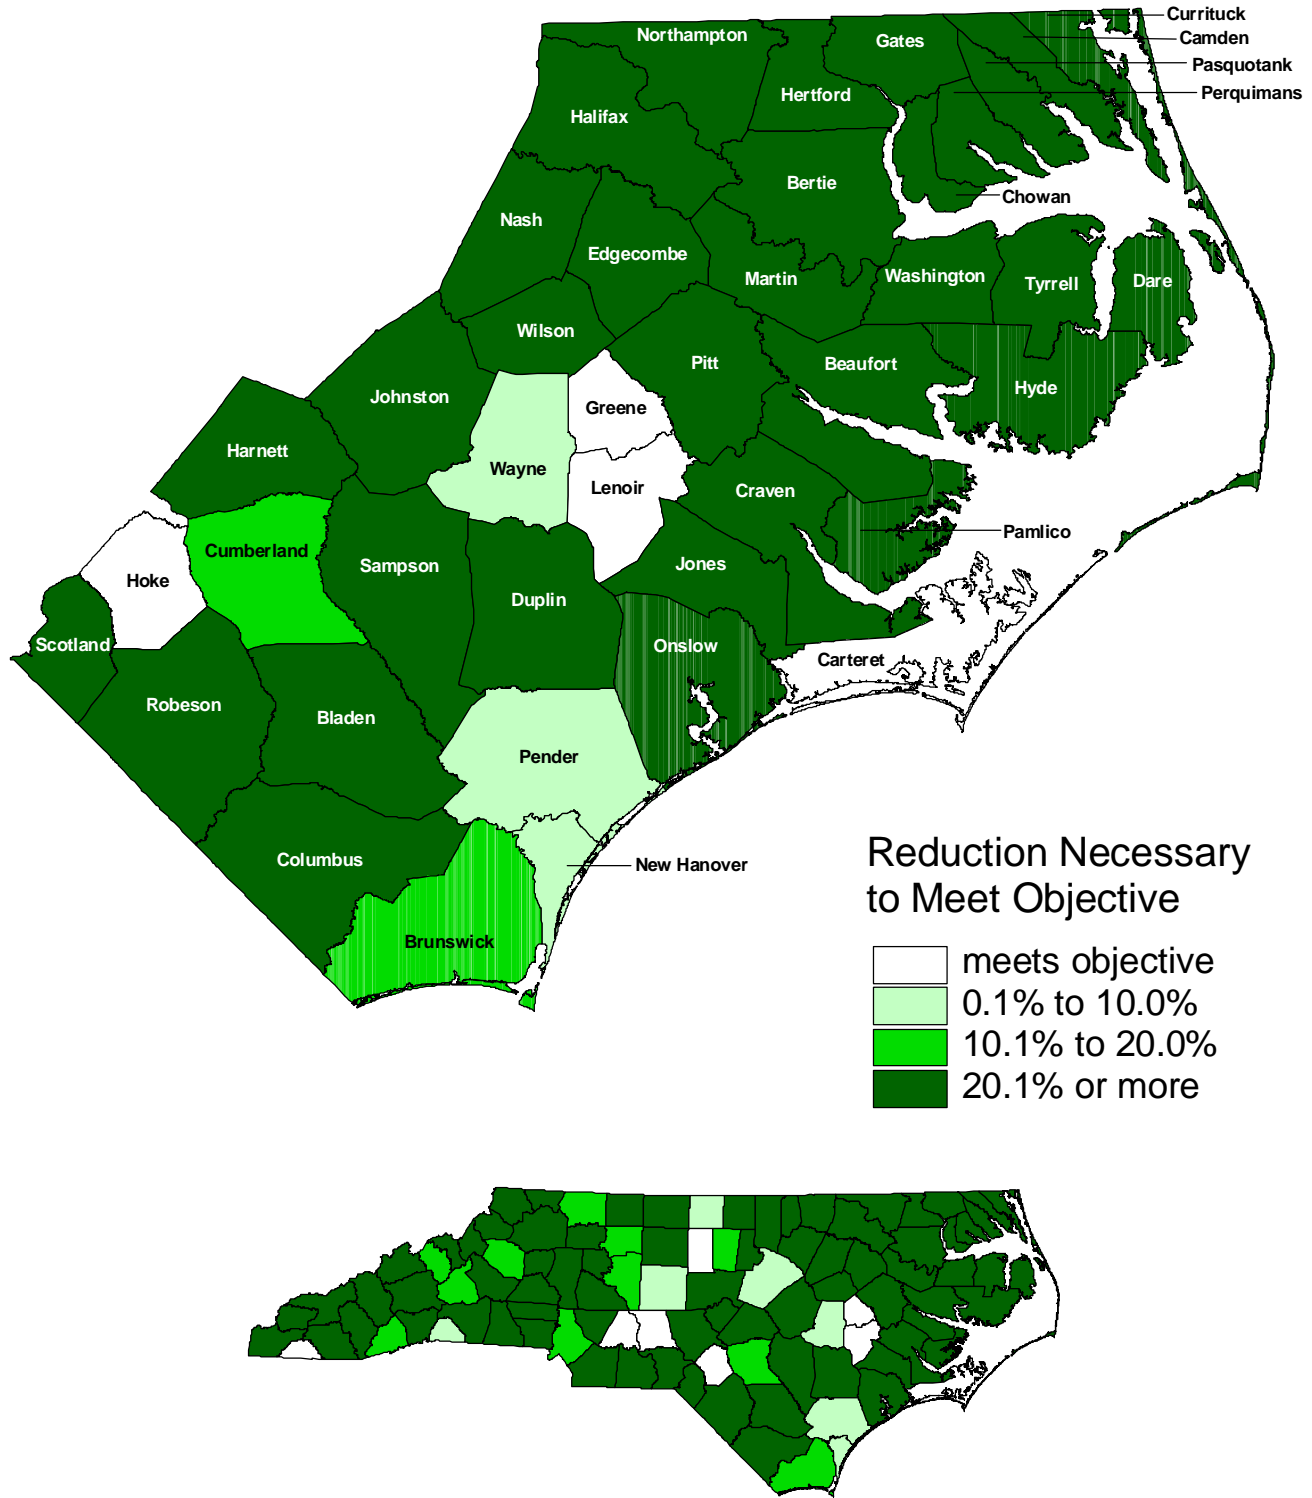 Currituck
Northampton
Gates
Camden
Pasquotank
Hertford
Perquimans
Halifax
Bertie
Chowan
Nash
Edgecombe
Martin
Washington
Tyrrell
Dare
Wilson
Pitt
Beaufort
Hyde
Johnston
Greene
Harnett
Wayne
Lenoir
Craven
Pamlico
Cumberland
Hoke
Sampson
Jones
Duplin
Scotland
Onslow
Carteret
Robeson
Bladen
Pender
Columbus
New Hanover
Brunswick
Reduction Necessary
to Meet Objective
meets objective
0.1% to 10.0%
10.1% to 20.0%
20.1% or more